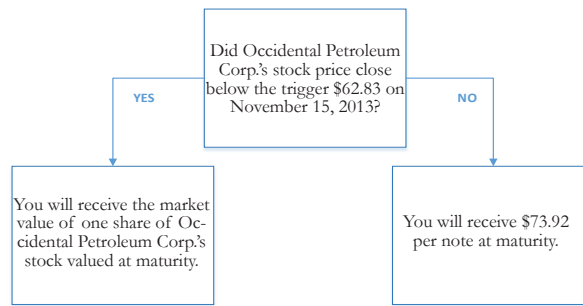 Did Occidental Petroleum
Corp.'s stock price close
below the trigger $62.83 on
November 15, 2013?
YES
NO
You will receive the market
value of one share of Oc-
cidental Petroleum Corp.'s
stock valued at maturity.
You will receive $73.92
per note at maturity.